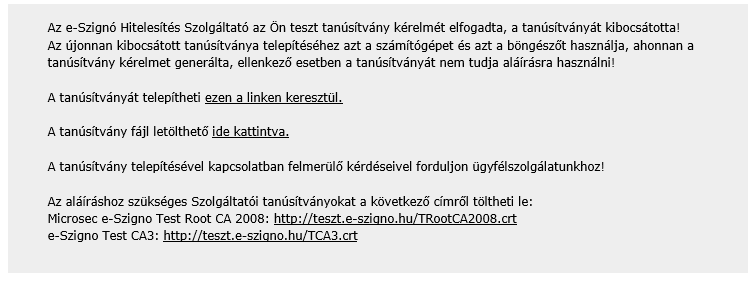 Az e-Szignó Hitelesítés Szolgáltató az Ön teszt tanúsítvány kérelmét elfogadta, a tanúsítványát kibocsátotta!
Az újonnan kibocsátott tanúsítványa telepítéséhez azt a számítógépet és azt a böngészőt használja, ahonnan a
tanúsítvány kérelmet generálta, ellenkező esetben a tanúsítványát nem tudja aláírásra használni!
A tanúsítványát telepítheti ezen a linken keresztül.
A tanúsítvány fájl letölthető ide kattintva.
A tanúsítvány telepítésével kapcsolatban felmerülő kérdéseivel forduljon ügyfélszolgálatunkhoz!
Az aláíráshoz szükséges Szolgáltatói tanúsítványokat a következő címről töltheti le:
Microsec e-Szigno Test Root CA 2008: http://teszt.e-szigno.hu/TRootCA2008.crt
e-Szigno Test CA3: http://teszt.e-szigno.hu/TCA3.crt